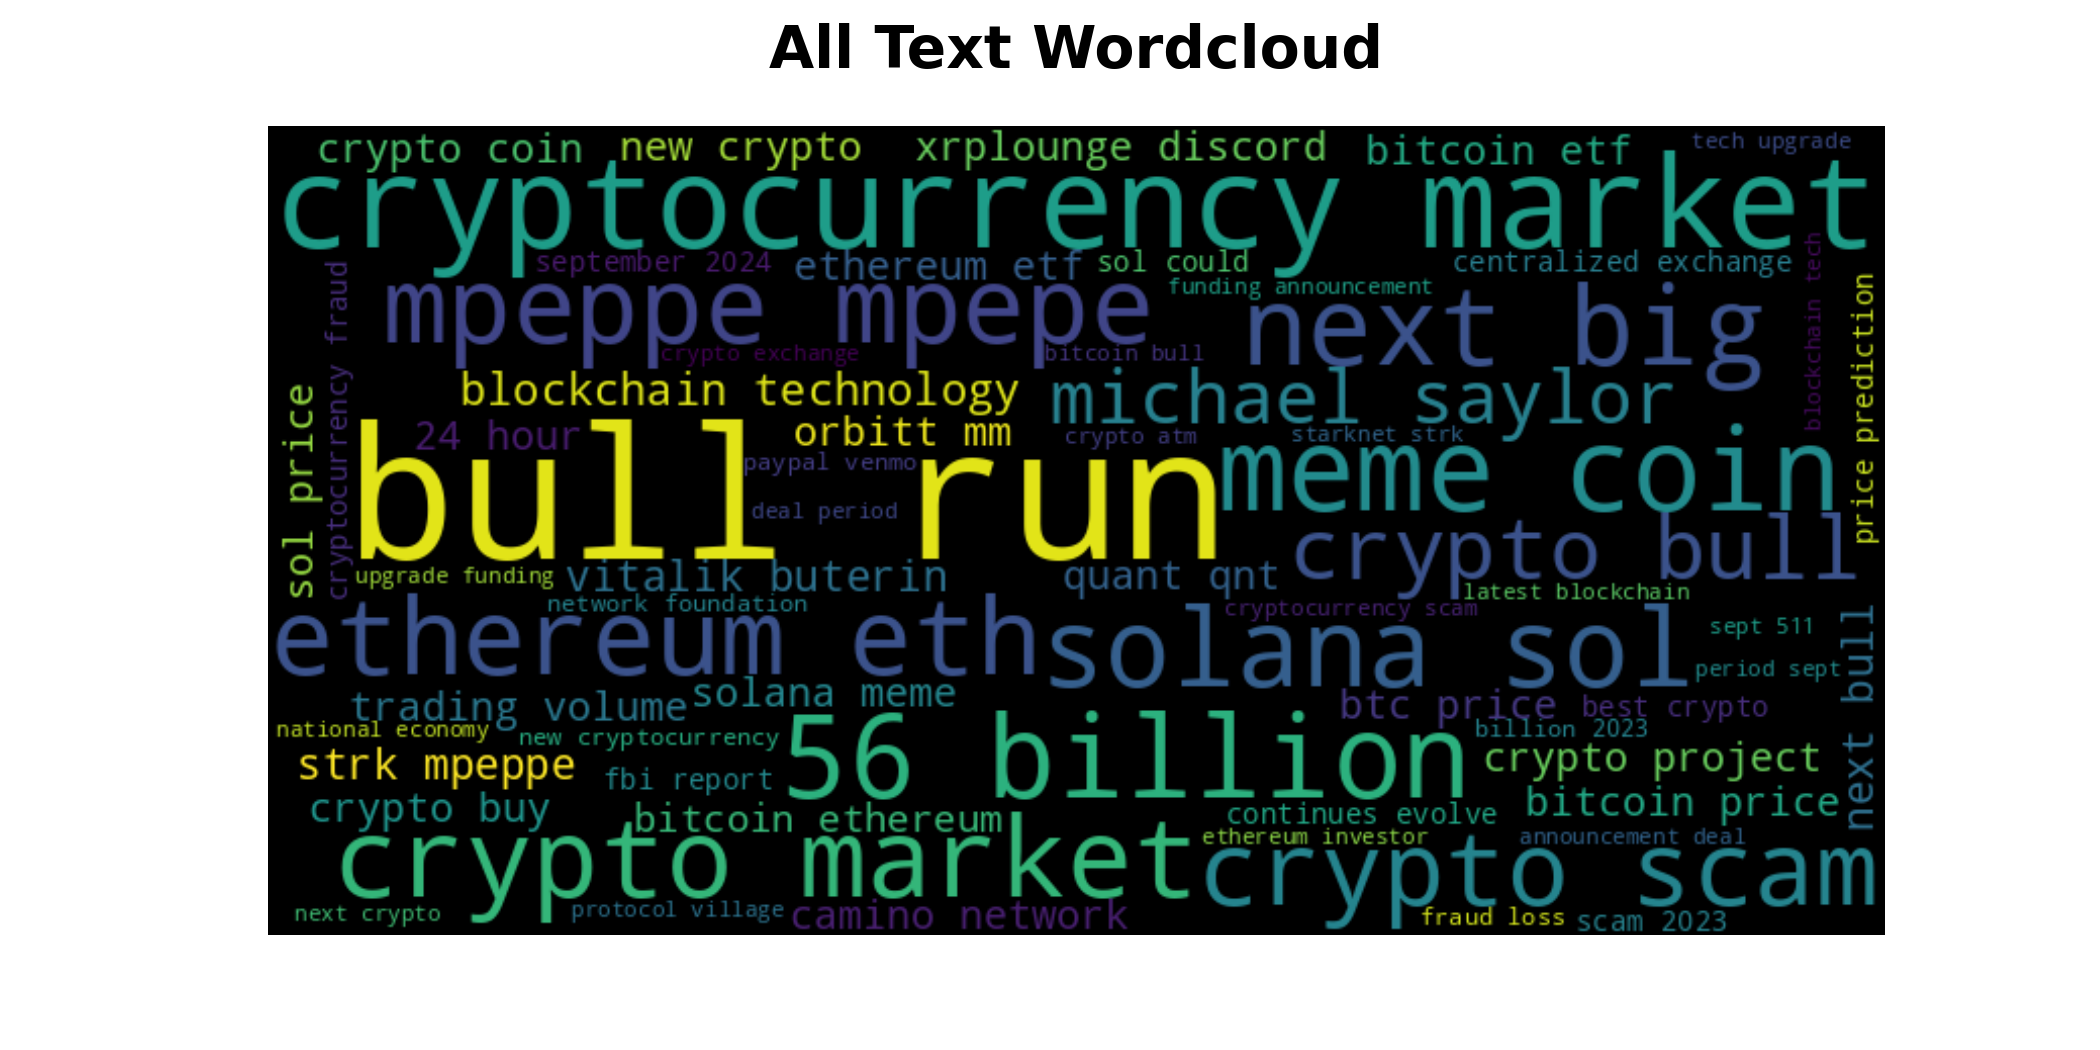 All Text Wordcloud
crypto coin
new crypto
xrplounge discord
bitcoin etf
tech upgrade
cryptocurrency market
september 2024
ethereum etf
sol could
centralized exchange
funding announcement
mpeppe mpepe
next big
cryptocurrency fraud
blockchain tech
price prediction
crypto exchange
bitcoin bull
blockchain technology
michael saylor
sol price
24 hour
orbitt mm
crypto atm
starknet strk
bull run
paypal venmo
meme coin
deal period
crypto bull
upgrade funding
vitalik buterin
quant qnt
latest blockchain
network foundation
cryptocurrency scam
ethereum eth
solana sol
sept 511
period sept
next bull
trading volume
solana meme
btc price
best crypto
national economy
new cryptocurrency
56 billion
billion 2023
strk mpeppe
fbi report
crypto project
crypto buy
bitcoin ethereum
continues evolve
bitcoin price
crypto market
ethereum investor
announcement deal
crypto scam
next crypto
protocol village
camino network
fraud loss
scam 2023